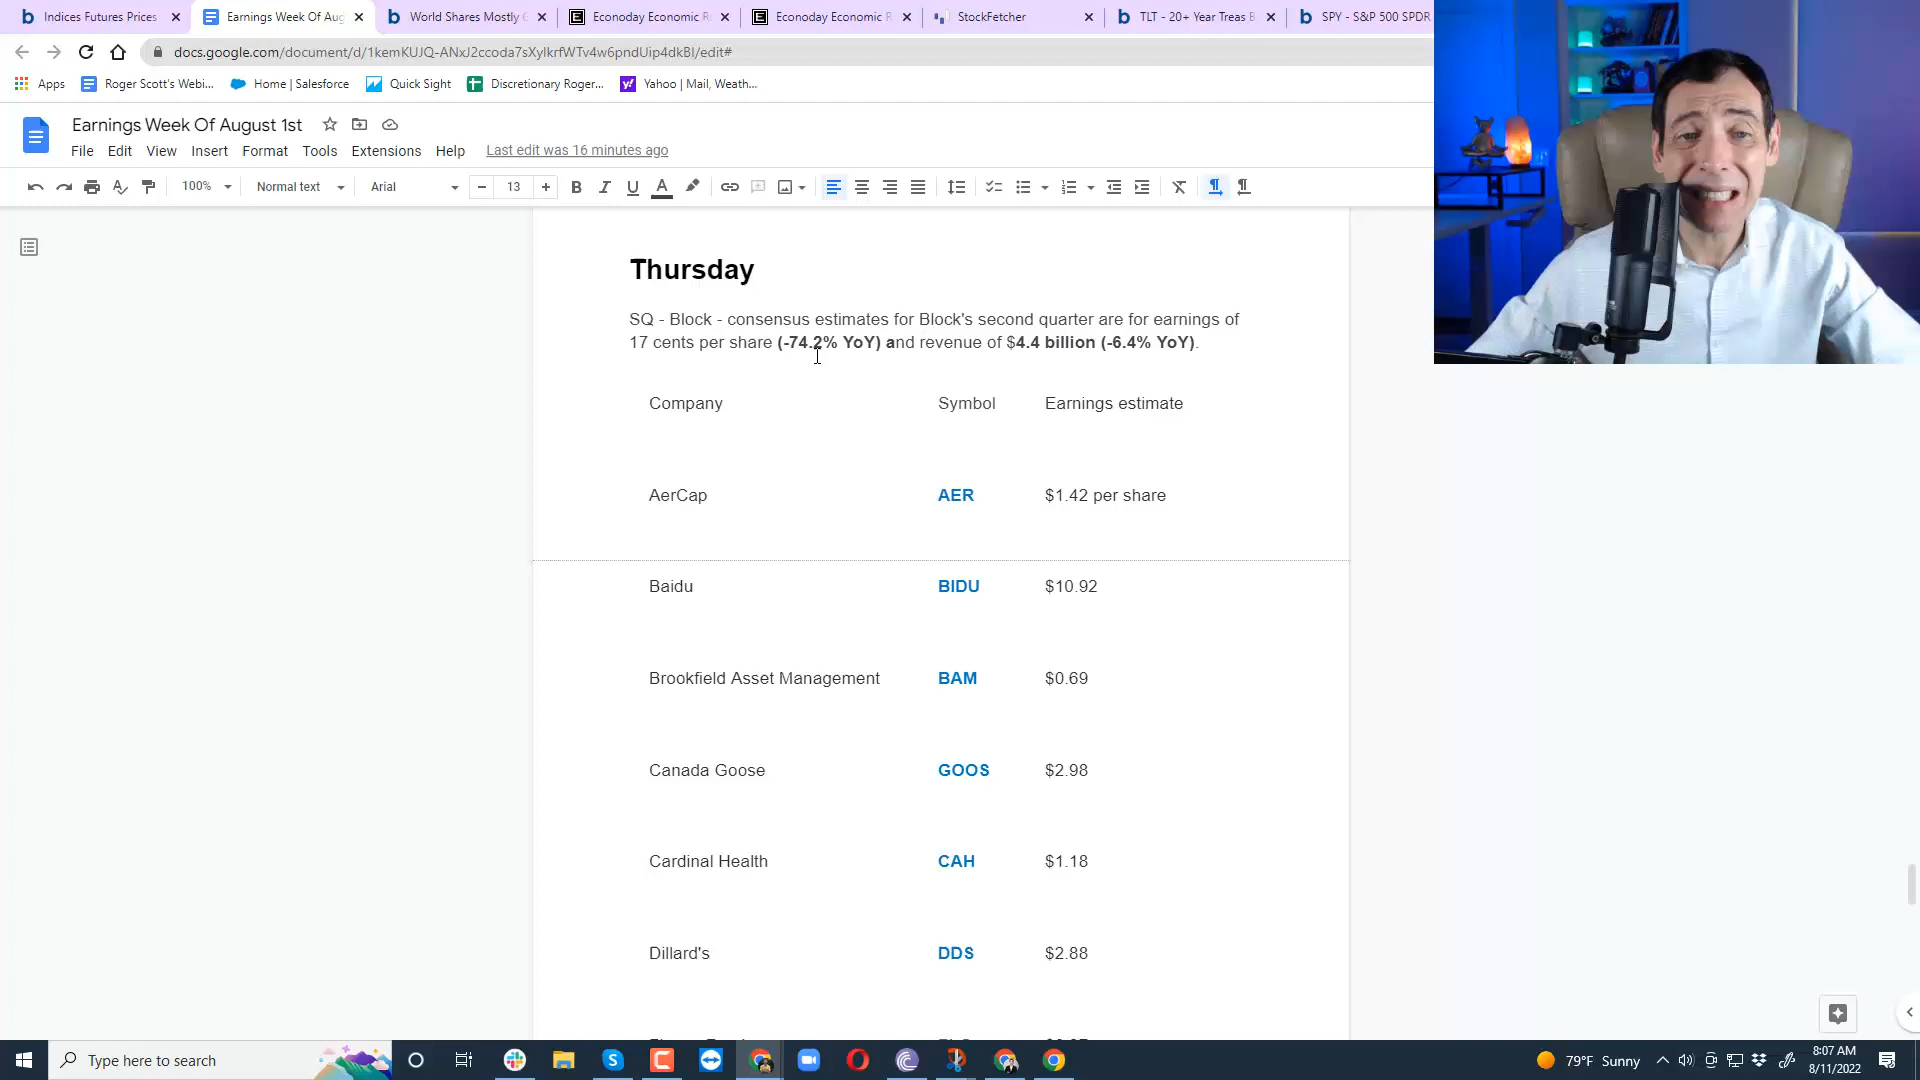 Indices Futures Prices
Earnings Week Of Aug
World Shares Mostly G
Econoday Economic R
Econoday Economic R
StockFetcher
TLT - 20+ Year Treas B
SPY - S&P 500 SPDR
docs.google.com/document/d/1kemKUJQ-ANxJ2ccoda7sXylkrfWTv4w6pndUip4dkBI/edit#
Apps
Roger Scott's Webi...
Home | Salesforce
Quick Sight
Discretionary Roger...
Yahoo | Mail, Weath...
Earnings Week Of August 1st
File Edit View Insert Format Tools Extensions Help
Last edit was 16 minutes ago
100% Normal text Arial 13
Thursday
SQ - Block - consensus estimates for Block's second quarter are for earnings of
17 cents per share (-74.2% YoY) and revenue of $4.4 billion (-6.4% YoY).
Company Symbol Earnings estimate
AerCap AER $1.42 per share
Baidu BIDU $10.92
Brookfield Asset Management BAM $0.69
Canada Goose GOOS $2.98
Cardinal Health CAH $1.18
Dillard's DDS $2.88
Type here to search
79°F Sunny
8:07 AM
8/11/2022